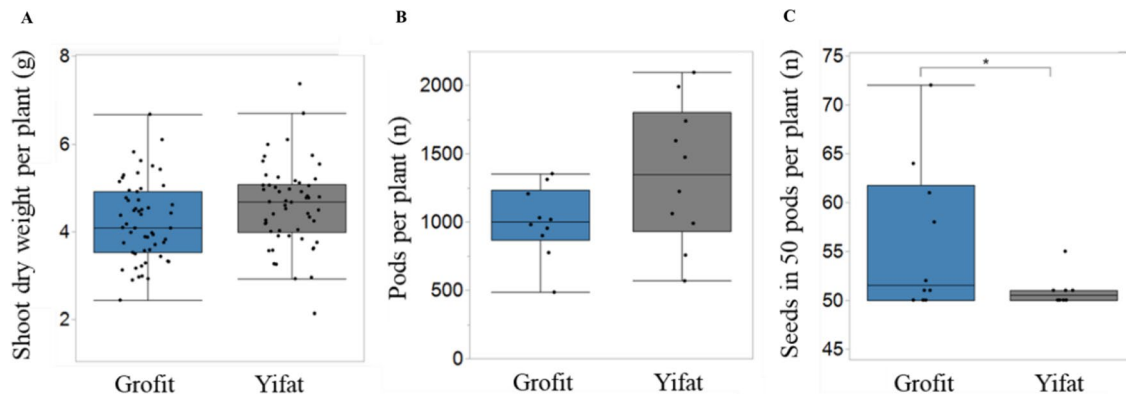 A
Shoot dry weight per plant (g)
8
6
4
2
Grofit Yifat
B
Pods per plant (n)
2000
1500
1000
500
0
Grofit Yifat
C
Seeds in 50 pods per plant (n)
75
70
65
60
55
50
45
*
Grofit Yifat